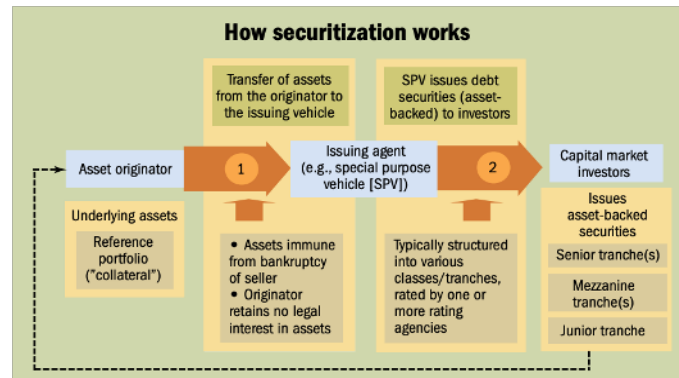 How securitization works
Transfer of assets
from the originator to
the issuing vehicle
SPV issues debt
securities (asset-
backed) to investors
Asset originator
1
Issuing agent
(e.g., special purpose
vehicle [SPV])
2
Capital market
investors
Underlying assets
Reference
portfolio
("collateral")
• Assets immune
from bankruptcy
of seller
• Originator
retains no legal
interest in assets
Typically structured
into various
classes/tranches,
rated by one or
more rating
agencies
Issues
asset-backed
securities
Senior tranche(s)
Mezzanine
tranche(s)
Junior tranche